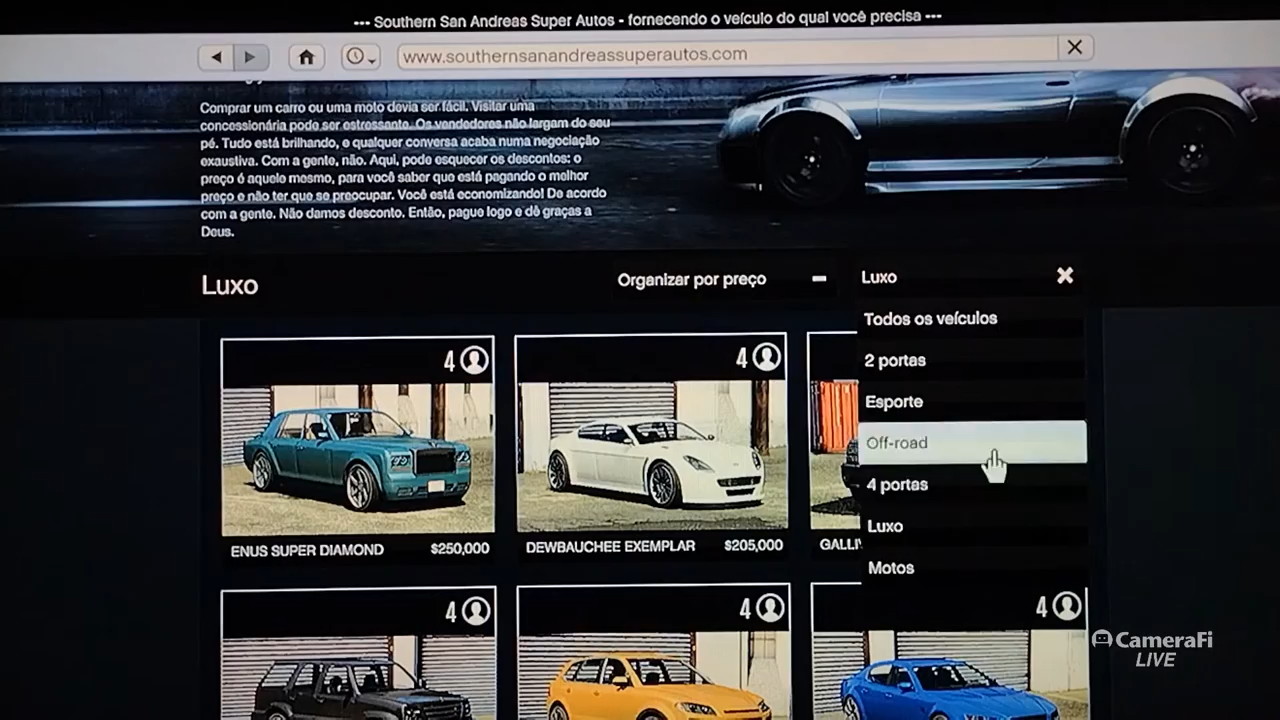 --- Southern San Andreas Super Autos - fornecendo o veículo do qual você precisa ---
www.southernsanandreassuperautos.com
Comprar um carro ou uma moto devia ser fácil. Visitar uma
concessionária pode ser estressante. Os vendedores não largam do seu
pé. Tudo está brilhando, e qualquer conversa acaba numa negociação
exaustiva. Com a gente, não. Aqui, pode esquecer os descontos: o
preço é aquele mesmo, para você saber que está pagando o melhor
preço e não ter que se preocupar. Você está economizando! De acordo
com a gente. Não damos desconto. Então, pague logo e dê graças a
Deus.
Luxo
Organizar por preço
Luxo
Todos os veículos
2 portas
Esporte
Off-road
4 portas
Luxo
Motos
4
4
ENUS SUPER DIAMOND $250,000
DEWBAUCHEE EXEMPLAR $205,000
4
4
4
CameraFi
LIVE